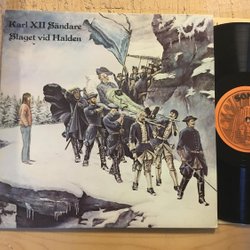 Karl XII Sändare
Slaget vid Halden